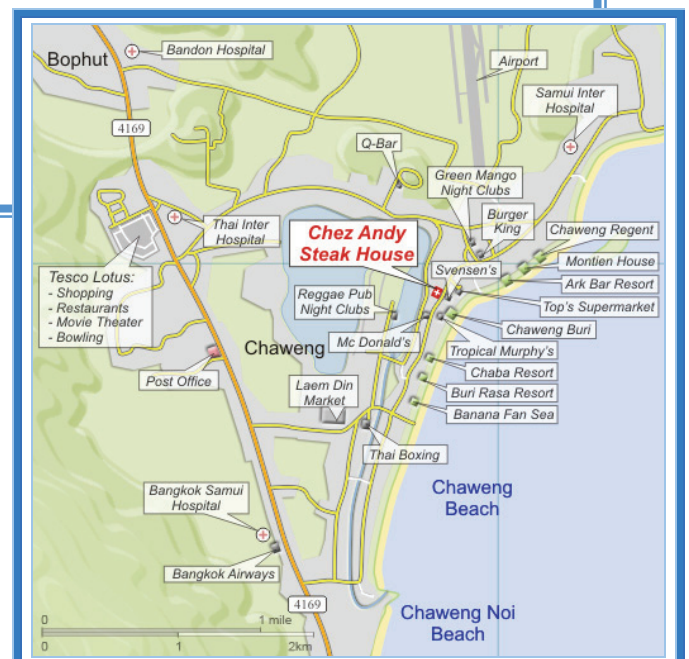 Bophut
Bandon Hospital
Airport
Samui Inter
Hospital
4169
Q-Bar
Green Mango
Night Clubs
Burger
King
Thai Inter
Hospital
Chez Andy
Steak House
Chaweng Regent
Montien House
Svensen's
Ark Bar Resort
Tesco Lotus:
- Shopping
- Restaurants
- Movie Theater
- Bowling
Reggae Pub
Night Clubs
Top's Supermarket
Chaweng Buri
Mc Donald's
Chaweng
Tropical Murphy's
Chaba Resort
Post Office
Laem Din
Market
Buri Rasa Resort
Banana Fan Sea
Thai Boxing
Chaweng
Beach
Bangkok Samui
Hospital
Bangkok Airways
4169
Chaweng Noi
Beach
0
1 mile
0
1
2km